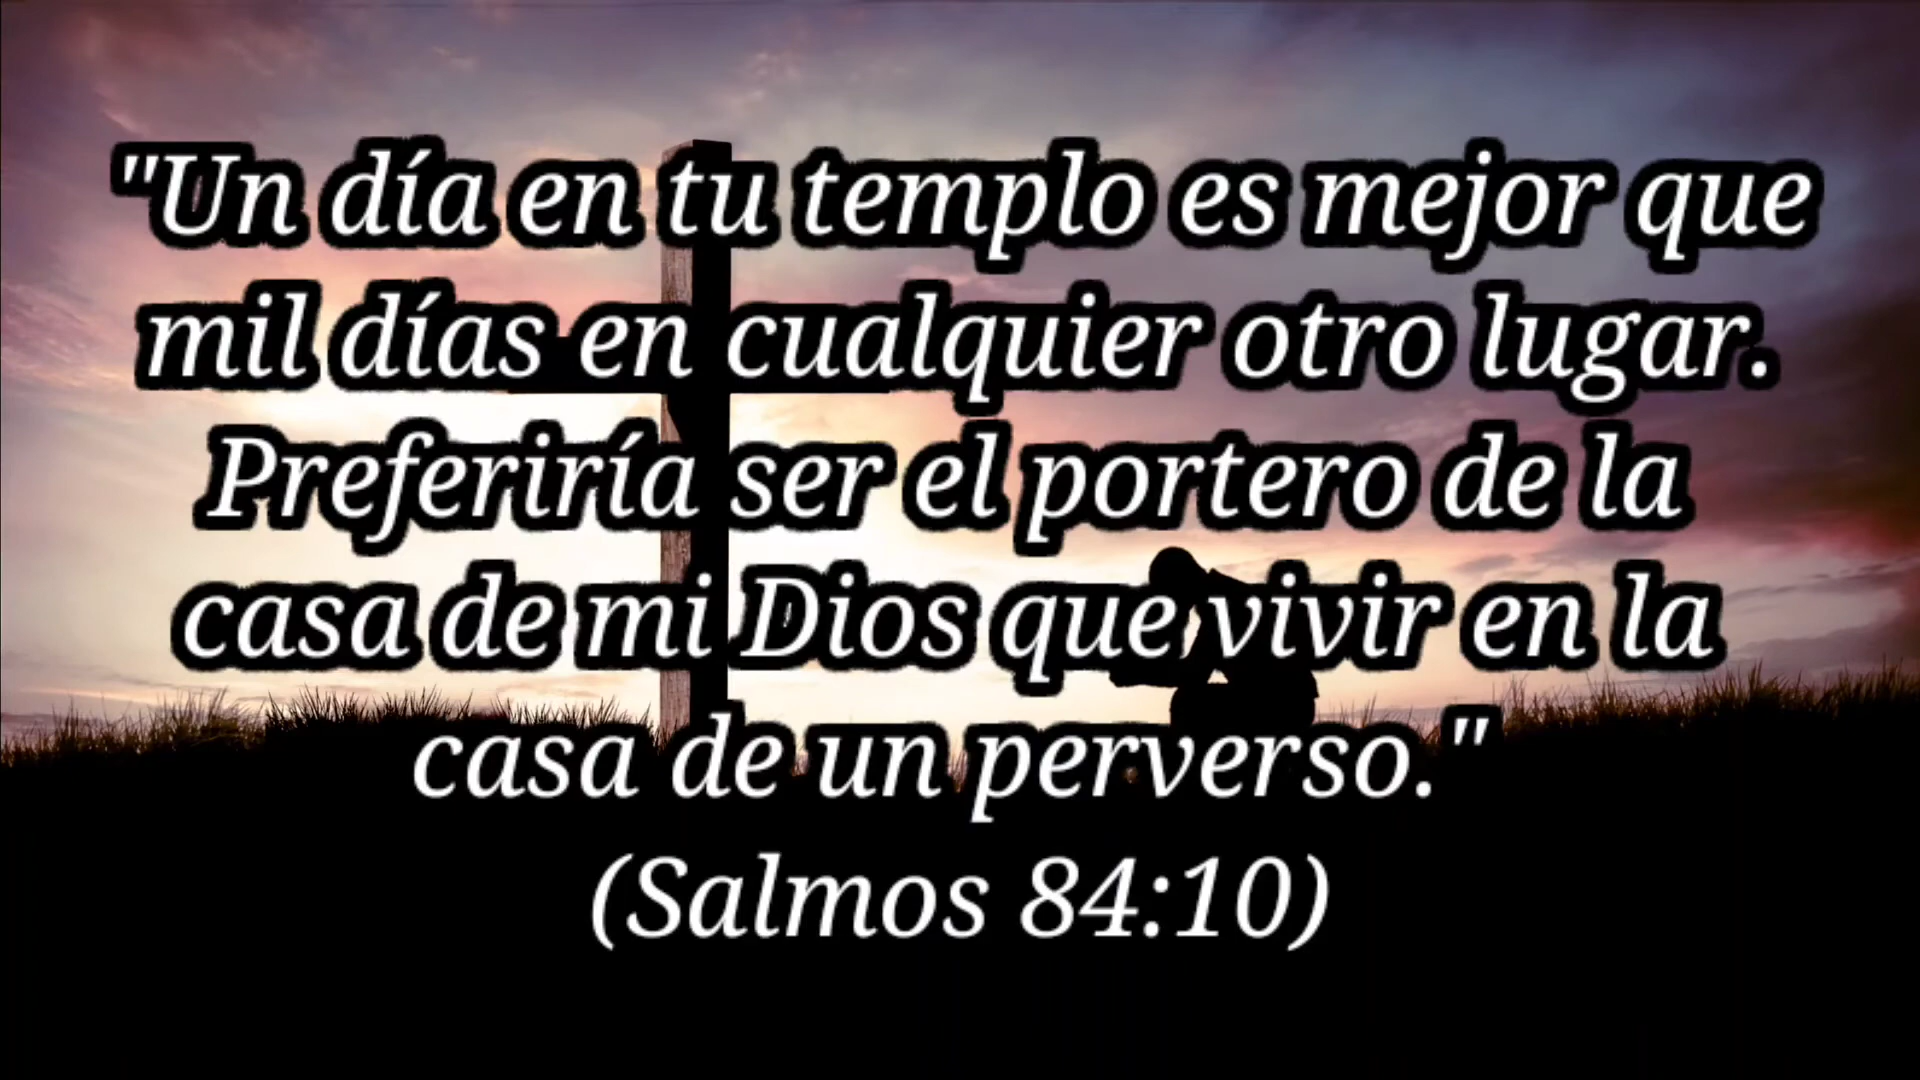 "Un día en tu templo es mejor que
mil días en cualquier otro lugar.
Preferiría ser el portero de la
casa de mi Dios que vivir en la
casa de un perverso."
(Salmos 84:10)